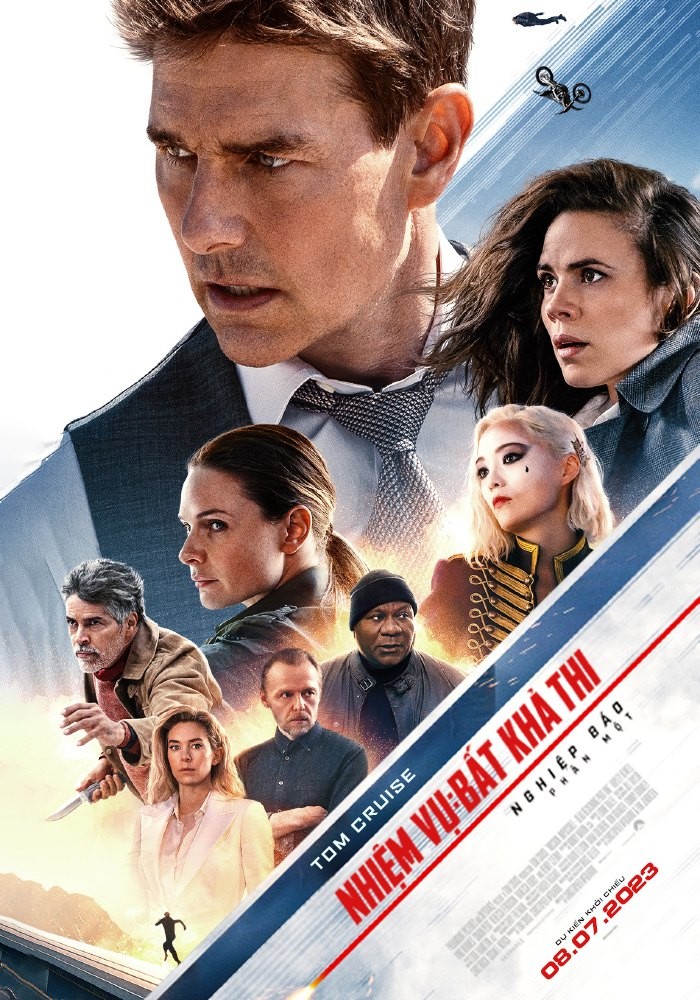 TOM CRUISE
NHIỆM VỤ: BẤT KHẢ THI
NGHIỆP BÁO
PHẦN MỘT
DỰ KIẾN KHỞI CHIẾU
08.07.2023